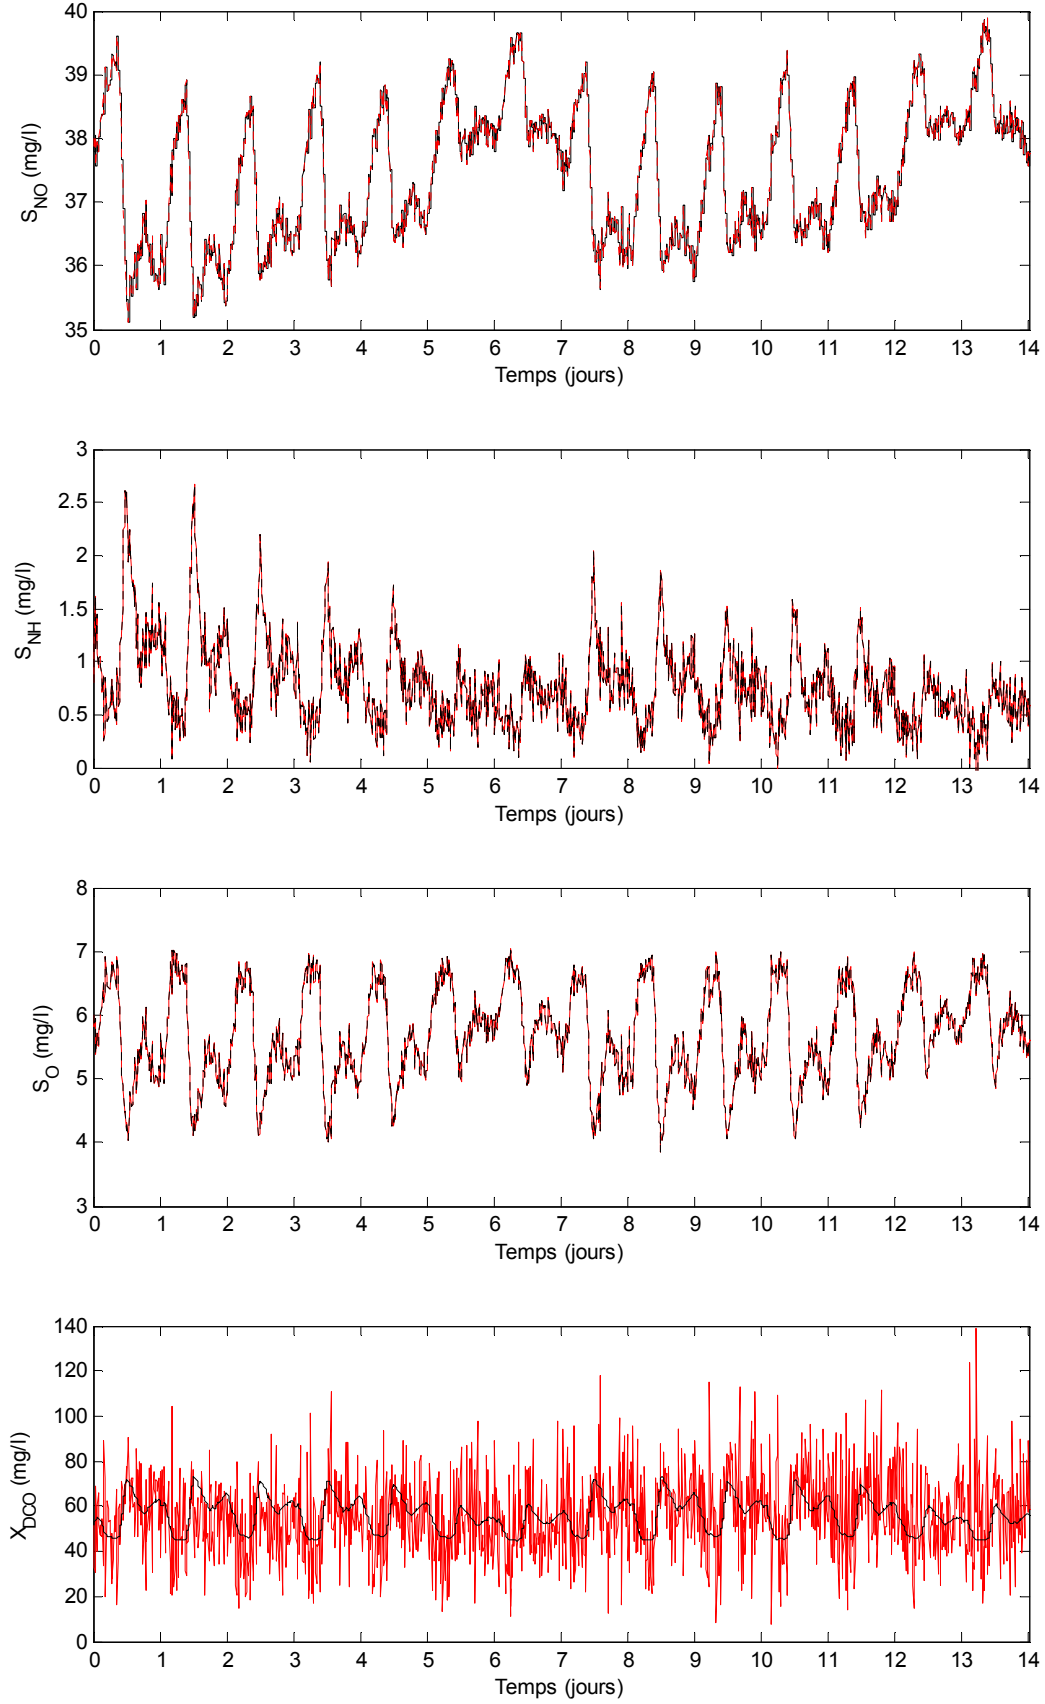 40
39
38
37
36
35
S_NO (mg/l)
0 1 2 3 4 5 6 7 8 9 10 11 12 13 14
Temps (jours)
3
2.5
2
1.5
1
0.5
0
S_NH (mg/l)
0 1 2 3 4 5 6 7 8 9 10 11 12 13 14
Temps (jours)
8
7
6
5
4
3
S_O (mg/l)
0 1 2 3 4 5 6 7 8 9 10 11 12 13 14
Temps (jours)
140
120
100
80
60
40
20
0
X_DCO (mg/l)
0 1 2 3 4 5 6 7 8 9 10 11 12 13 14
Temps (jours)